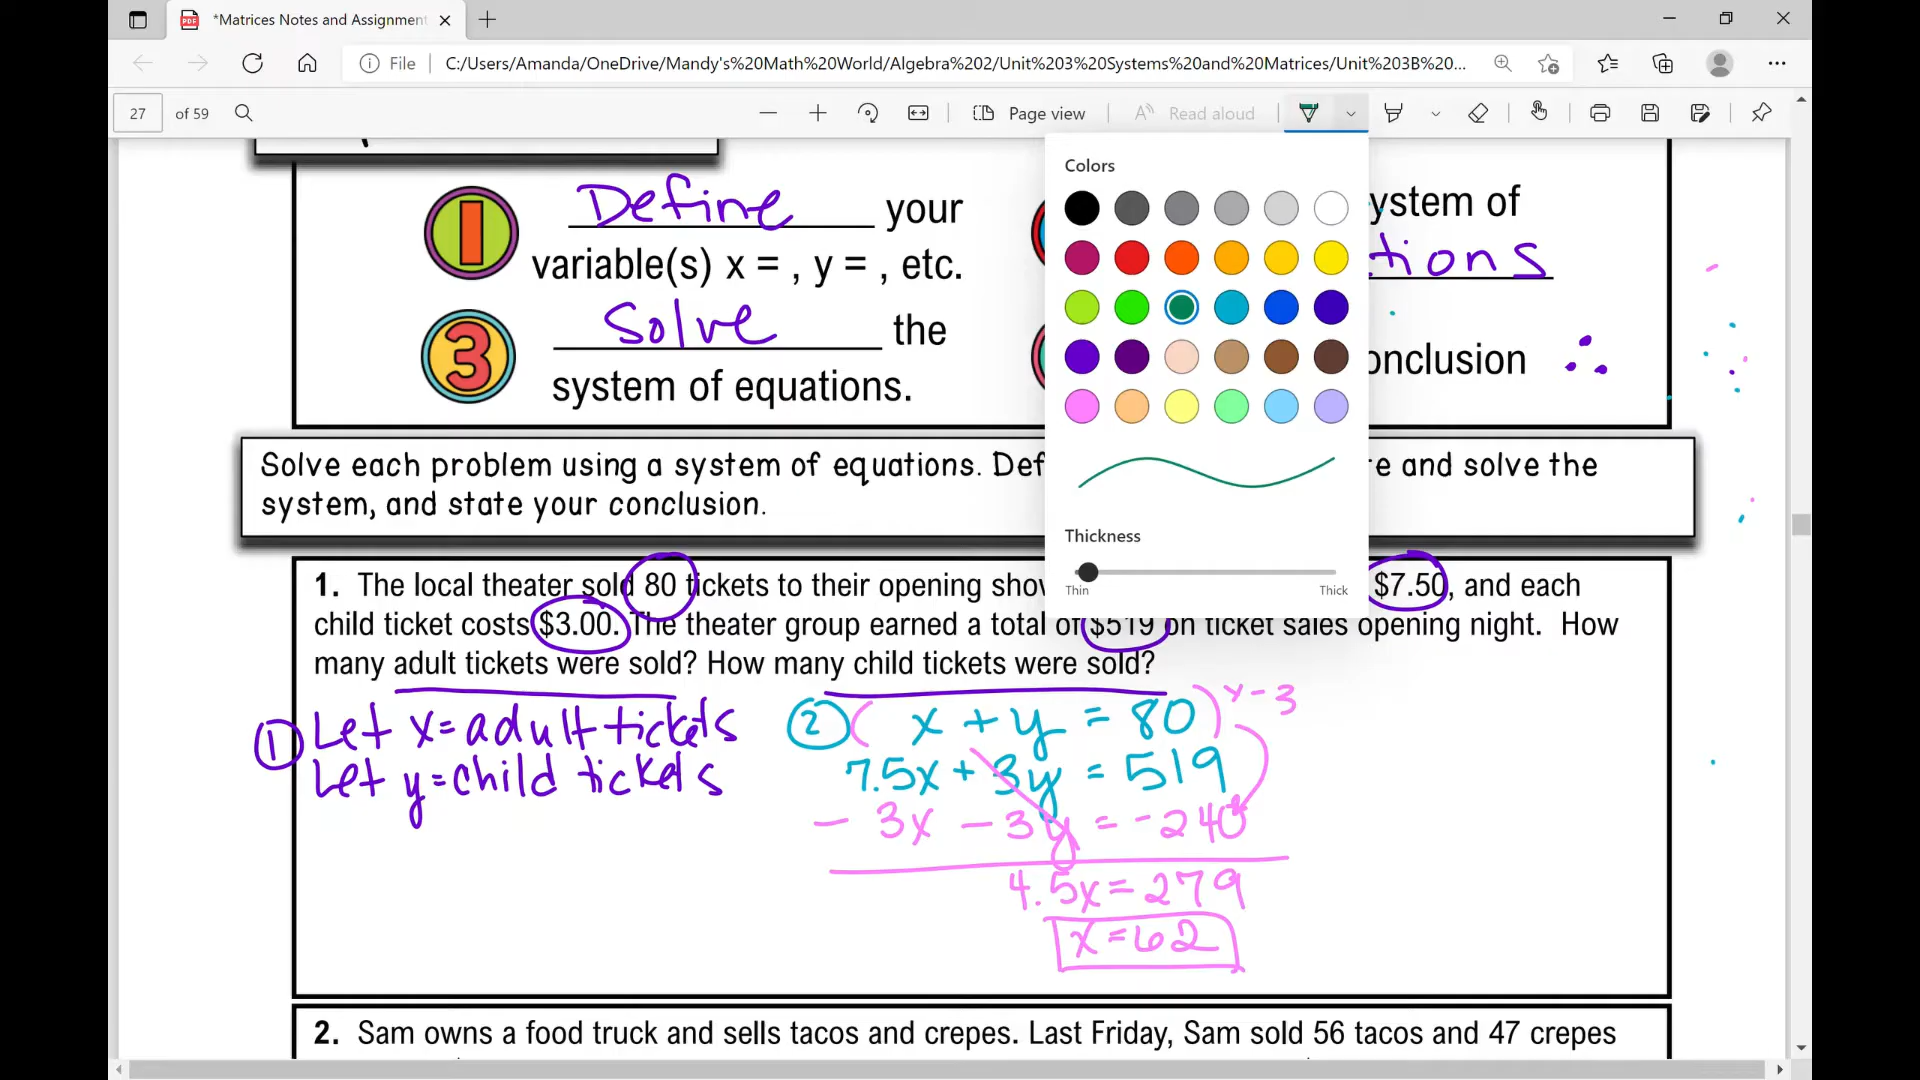 *Matrices Notes and Assignment
File
C:/Users/Amanda/OneDrive/Mandy's%20Math%20World/Algebra%202/Unit%203%20Systems%20and%20Matrices/Unit%203B%20...
27 of 59
Page view
Read aloud
Colors
Thickness
Thin
Thick
1 Define your
variable(s) x = , y = , etc.
ystem of
tions
3 Solve the
system of equations.
onclusion ∴
Solve each problem using a system of equations. Def e and solve the
system, and state your conclusion.
1. The local theater sold 80 tickets to their opening show $7.50, and each
child ticket costs $3.00. The theater group earned a total of $519 on ticket sales opening night. How
many adult tickets were sold? How many child tickets were sold?
① Let x=adult tickets
Let y=child tickets
② ( x + y = 80 ) x-3
7.5x + 3y = 519
- 3x - 3y = -240
4.5x = 279
x = 62
2. Sam owns a food truck and sells tacos and crepes. Last Friday, Sam sold 56 tacos and 47 crepes